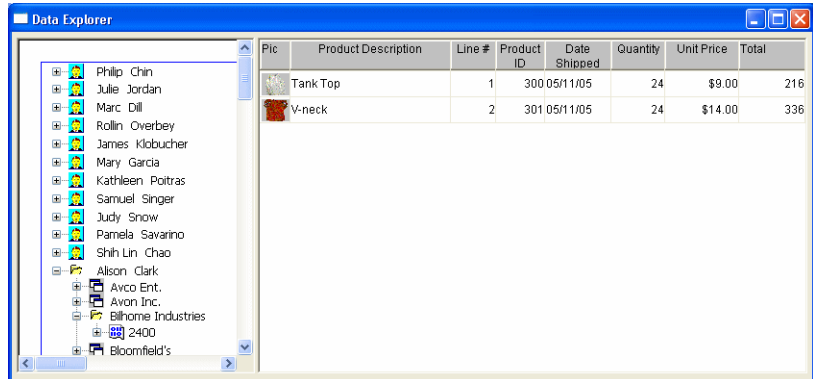 Data Explorer
Philip Chin
Julie Jordan
Marc Dill
Rollin Overbey
James Klobucher
Mary Garcia
Kathleen Poitras
Samuel Singer
Judy Snow
Pamela Savarino
Shih Lin Chao
Alison Clark
Avco Ent.
Avon Inc.
Bilhome Industries
2400
Bloomfield's
Pic Product Description Line # Product ID Date Shipped Quantity Unit Price Total
Tank Top 1 300 05/11/05 24 $9.00 216
V-neck 2 301 05/11/05 24 $14.00 336